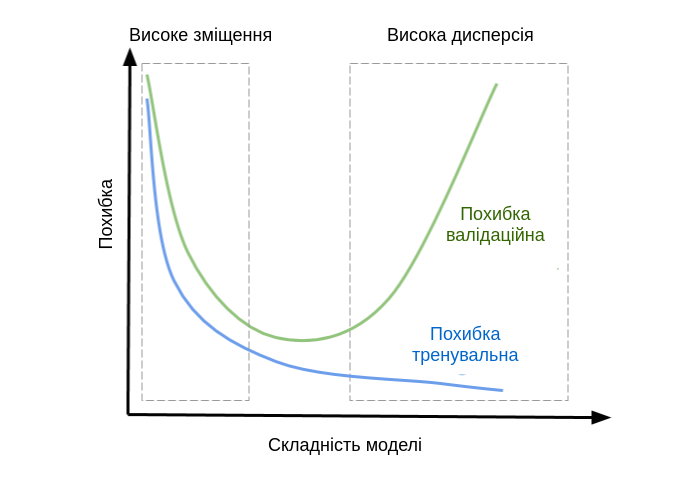 Високе зміщення
Висока дисперсія
Похибка
Похибка
валідаційна
Похибка
тренувальна
Складність моделі